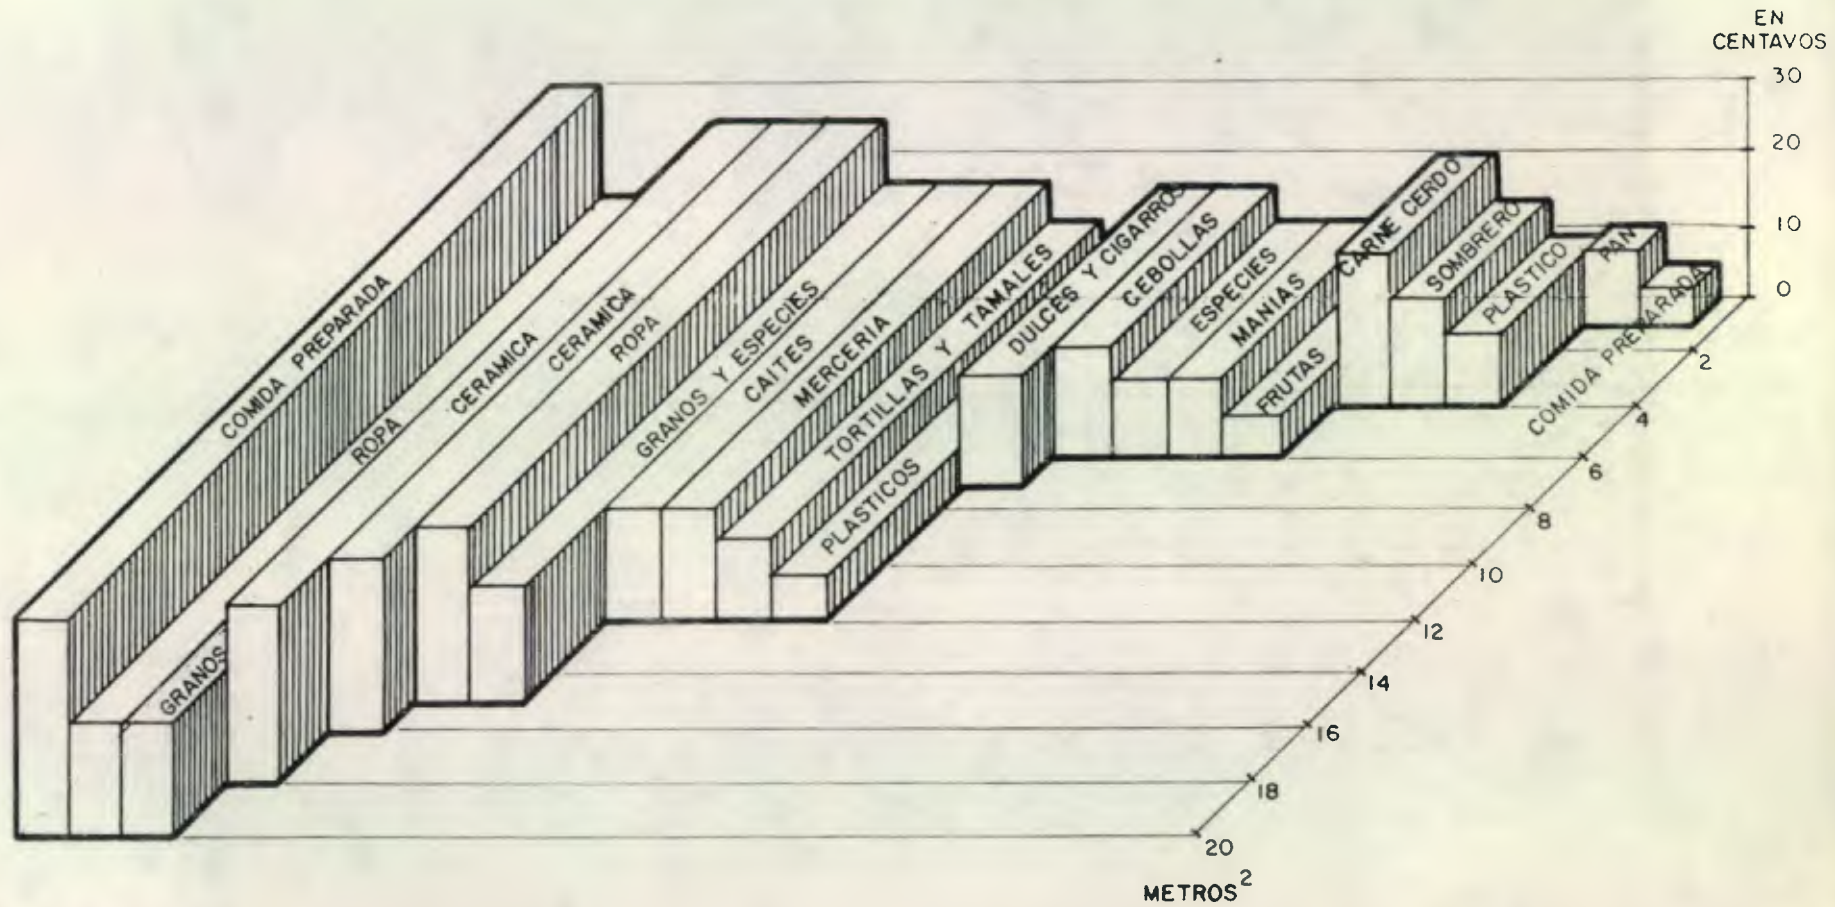 EN
CENTAVOS
30
20
10
0
COMIDA PREPARADA
ROPA
GRANOS
CERAMICA
CERAMICA
ROPA
GRANOS Y ESPECIES
CAITES
MERCERIA
TORTILLAS Y TAMALES
PLASTICOS
DULCES Y CIGARROS
CEBOLLAS
ESPECIES
MANIAS
FRUTAS
CARNE CERDO
SOMBRERO
PLASTICO
PAN
COMIDA PREPARADA
2
4
6
8
10
12
14
16
18
20
METROS²